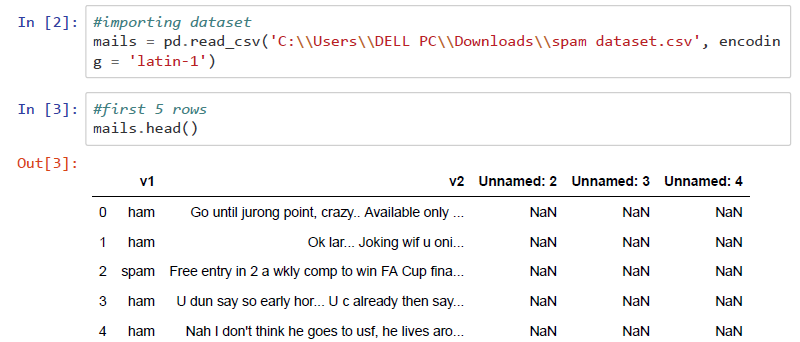 In [2]: #importing dataset
mails = pd.read_csv('C:\\Users\\DELL PC\\Downloads\\spam dataset.csv', encodin
g = 'latin-1')
In [3]: #first 5 rows
mails.head()
Out[3]:
v1 v2 Unnamed: 2 Unnamed: 3 Unnamed: 4
0 ham Go until jurong point, crazy.. Available only ... NaN NaN NaN
1 ham Ok lar... Joking wif u oni... NaN NaN NaN
2 spam Free entry in 2 a wkly comp to win FA Cup fina... NaN NaN NaN
3 ham U dun say so early hor... U c already then say... NaN NaN NaN
4 ham Nah I don't think he goes to usf, he lives aro... NaN NaN NaN